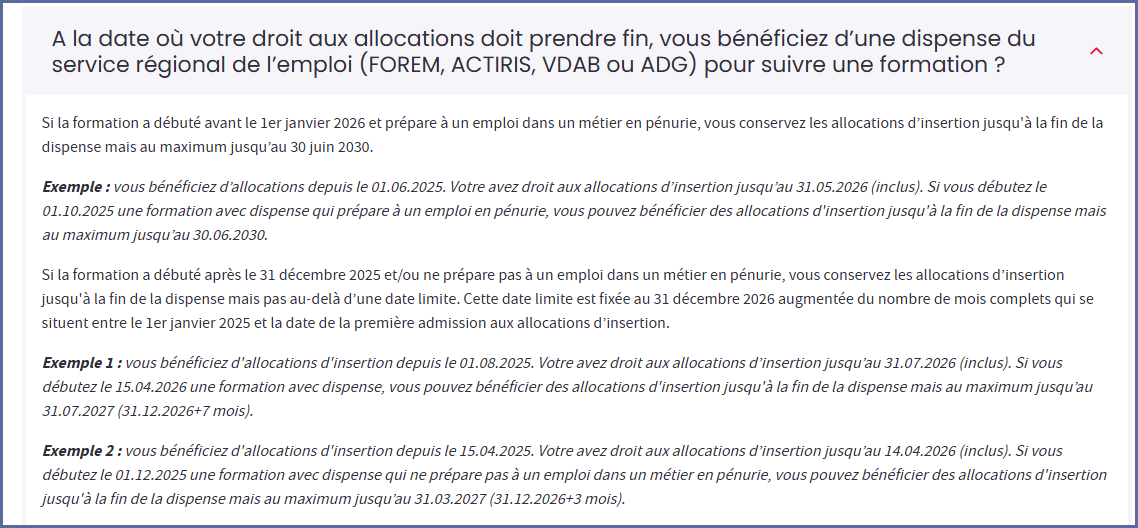 A la date où votre droit aux allocations doit prendre fin, vous bénéficiez d’une dispense du
service régional de l’emploi (FOREM, ACTIRIS, VDAB ou ADG) pour suivre une formation ?
Si la formation a débuté avant le 1er janvier 2026 et prépare à un emploi dans un métier en pénurie, vous conservez les allocations d’insertion jusqu'à la fin de la
dispense mais au maximum jusqu’au 30 juin 2030.
Exemple : vous bénéficiez d’allocations depuis le 01.06.2025. Votre avez droit aux allocations d’insertion jusqu’au 31.05.2026 (inclus). Si vous débutez le
01.10.2025 une formation avec dispense qui prépare à un emploi en pénurie, vous pouvez bénéficier des allocations d'insertion jusqu'à la fin de la dispense mais
au maximum jusqu’au 30.06.2030.
Si la formation a débuté après le 31 décembre 2025 et/ou ne prépare pas à un emploi dans un métier en pénurie, vous conservez les allocations d’insertion
jusqu'à la fin de la dispense mais pas au-delà d’une date limite. Cette date limite est fixée au 31 décembre 2026 augmentée du nombre de mois complets qui se
situent entre le 1er janvier 2025 et la date de la première admission aux allocations d’insertion.
Exemple 1 : vous bénéficiez d'allocations d'insertion depuis le 01.08.2025. Votre avez droit aux allocations d’insertion jusqu’au 31.07.2026 (inclus). Si vous
débutez le 15.04.2026 une formation avec dispense, vous pouvez bénéficier des allocations d'insertion jusqu'à la fin de la dispense mais au maximum jusqu’au
31.07.2027 (31.12.2026+7 mois).
Exemple 2 : vous bénéficiez d'allocations d'insertion depuis le 15.04.2025. Votre avez droit aux allocations d’insertion jusqu’au 14.04.2026 (inclus). Si vous
débutez le 01.12.2025 une formation avec dispense qui ne prépare pas à un emploi dans un métier en pénurie, vous pouvez bénéficier des allocations d'insertion
jusqu'à la fin de la dispense mais au maximum jusqu’au 31.03.2027 (31.12.2026+3 mois).